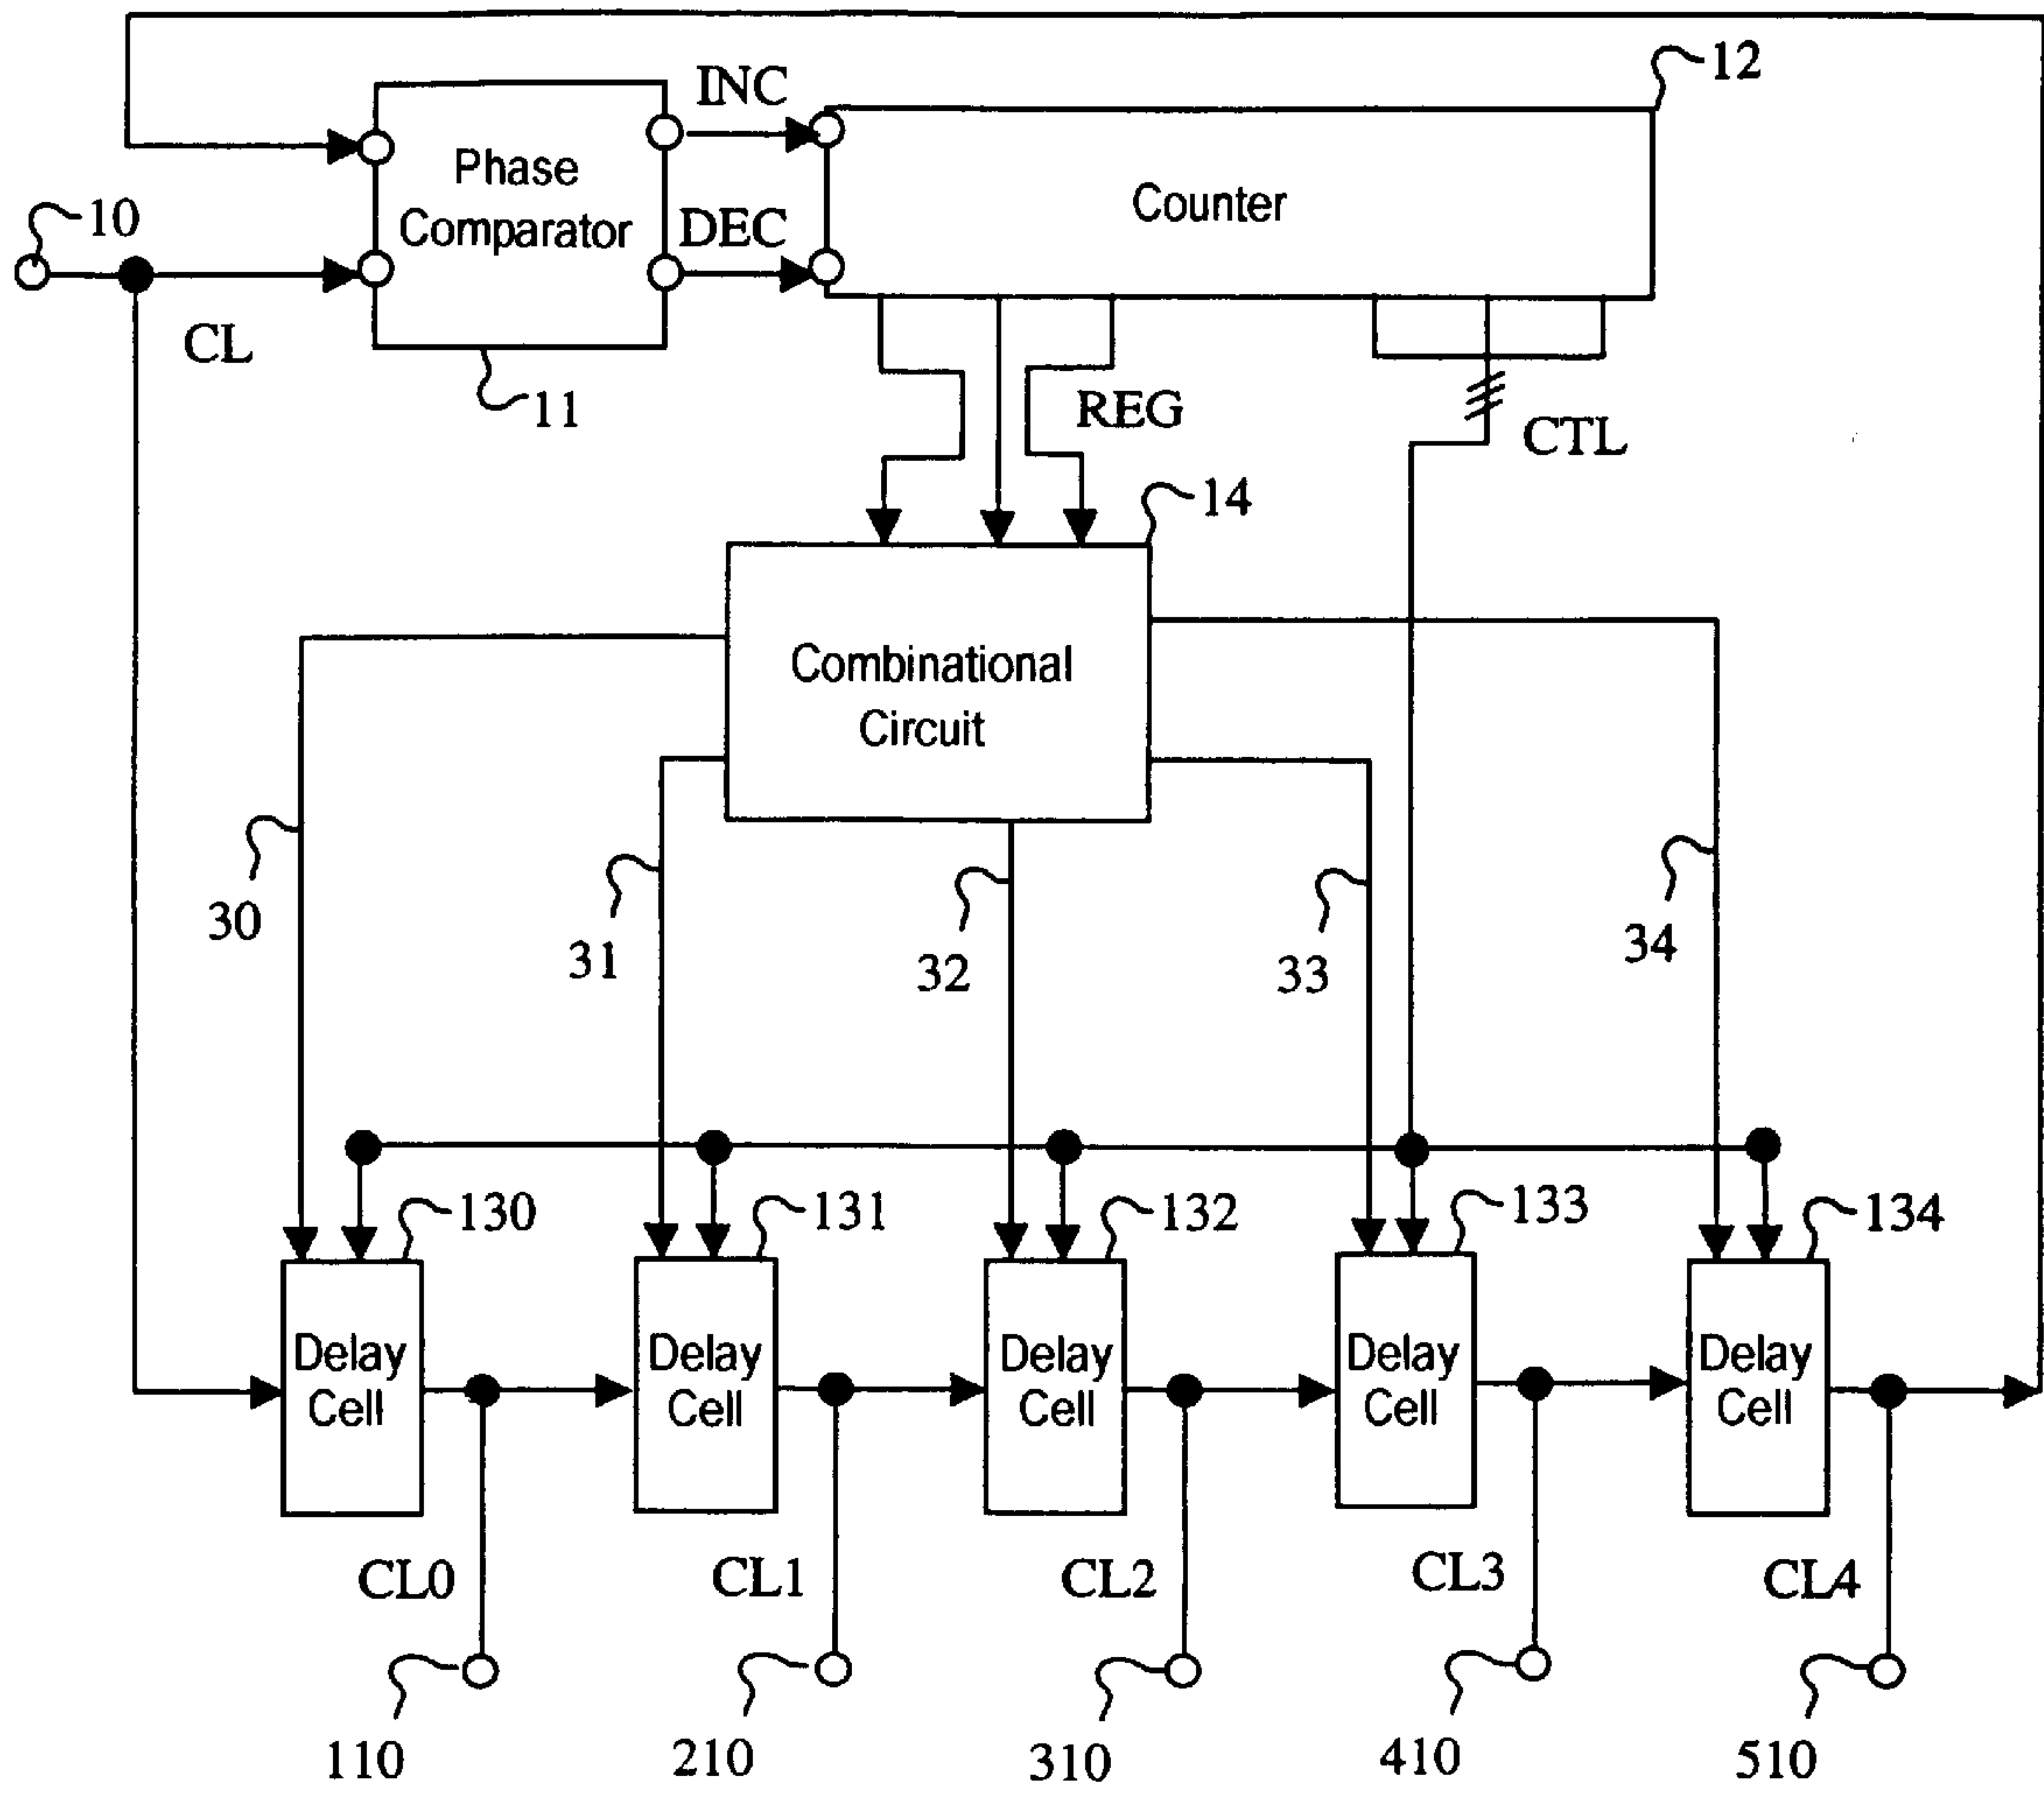 12
INC
Phase
Comparator
Counter
10
DEC
CL
11
REG
CTL
14
Combinational
Circuit
30
31
32
33
34
130
131
132
133
134
Delay
Cell
Delay
Cell
Delay
Cell
Delay
Cell
Delay
Cell
CL0
CL1
CL2
CL3
CL4
110
210
310
410
510